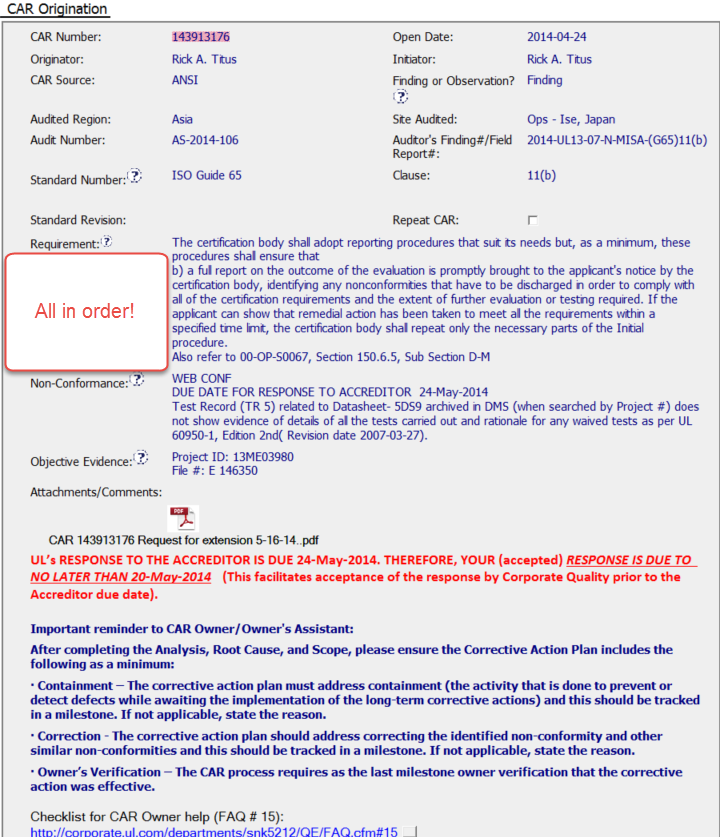 CAR Origination
CAR Number: 143913176 Open Date: 2014-04-24
Originator: Rick A. Titus Initiator: Rick A. Titus
CAR Source: ANSI Finding or Observation? Finding
?
Audited Region: Asia Site Audited: Ops - Ise, Japan
Audit Number: AS-2014-106 Auditor's Finding#/Field 2014-UL13-07-N-MISA-(G65)11(b)
Report#:
Standard Number: ? ISO Guide 65 Clause: 11(b)
Standard Revision: Repeat CAR:
Requirement: ? The certification body shall adopt reporting procedures that suit its needs but, as a minimum, these
procedures shall ensure that
b) a full report on the outcome of the evaluation is promptly brought to the applicant's notice by the
certification body, identifying any nonconformities that have to be discharged in order to comply with
all of the certification requirements and the extent of further evaluation or testing required. If the
applicant can show that remedial action has been taken to meet all the requirements within a
specified time limit, the certification body shall repeat only the necessary parts of the Initial
procedure.
Also refer to 00-OP-S0067, Section 150.6.5, Sub Section D-M
All in order!
Non-Conformance: ? WEB CONF
DUE DATE FOR RESPONSE TO ACCREDITOR 24-May-2014
Test Record (TR 5) related to Datasheet- 5DS9 archived in DMS (when searched by Project #) does
not show evidence of details of all the tests carried out and rationale for any waived tests as per UL
60950-1, Edition 2nd( Revision date 2007-03-27).
Objective Evidence: ? Project ID: 13ME03980
File #: E 146350
Attachments/Comments:
PDF
CAR 143913176 Request for extension 5-16-14..pdf
UL's RESPONSE TO THE ACCREDITOR IS DUE 24-May-2014. THEREFORE, YOUR (accepted) RESPONSE IS DUE TO
NO LATER THAN 20-May-2014 (This facilitates acceptance of the response by Corporate Quality prior to the
Accreditor due date).
Important reminder to CAR Owner/Owner's Assistant:
After completing the Analysis, Root Cause, and Scope, please ensure the Corrective Action Plan includes the
following as a minimum:
· Containment – The corrective action plan must address containment (the activity that is done to prevent or
detect defects while awaiting the implementation of the long-term corrective actions) and this should be tracked
in a milestone. If not applicable, state the reason.
· Correction - The corrective action plan should address correcting the identified non-conformity and other
similar non-conformities and this should be tracked in a milestone. If not applicable, state the reason.
· Owner's Verification – The CAR process requires as the last milestone owner verification that the corrective
action was effective.
Checklist for CAR Owner help (FAQ # 15):
http://corporate.ul.com/departments/snk5212/QE/FAQ.cfm#15